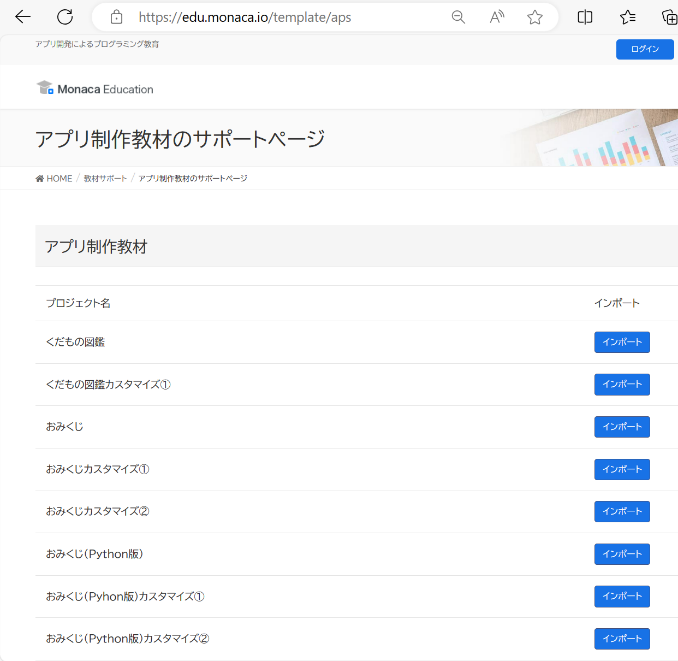 https://edu.monaca.io/template/aps
アプリ開発によるプログラミング教育
ログイン
Monaca Education
アプリ制作教材のサポートページ
HOME / 教材サポート / アプリ制作教材のサポートページ
アプリ制作教材
プロジェクト名 インポート
くだもの図鑑 インポート
くだもの図鑑カスタマイズ① インポート
おみくじ インポート
おみくじカスタマイズ① インポート
おみくじカスタマイズ② インポート
おみくじ(Python版) インポート
おみくじ(Pyhon版)カスタマイズ① インポート
おみくじ(Python版)カスタマイズ② インポート